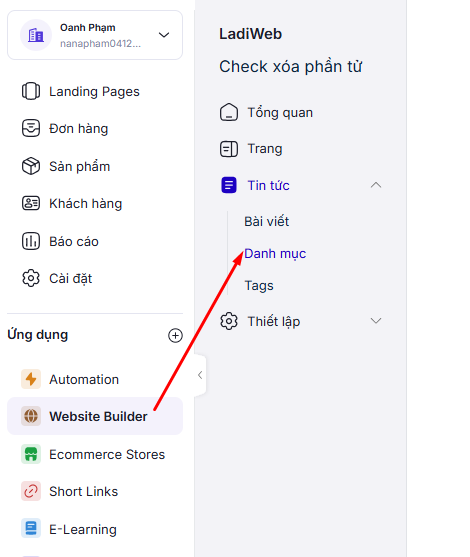 Oanh Phạm
nanapham0412...
Landing Pages
Đơn hàng
Sản phẩm
Khách hàng
Báo cáo
Cài đặt
Ứng dụng
Automation
Website Builder
Ecommerce Stores
Short Links
E-Learning
LadiWeb
Check xóa phần tử
Tổng quan
Trang
Tin tức
Bài viết
Danh mục
Tags
Thiết lập